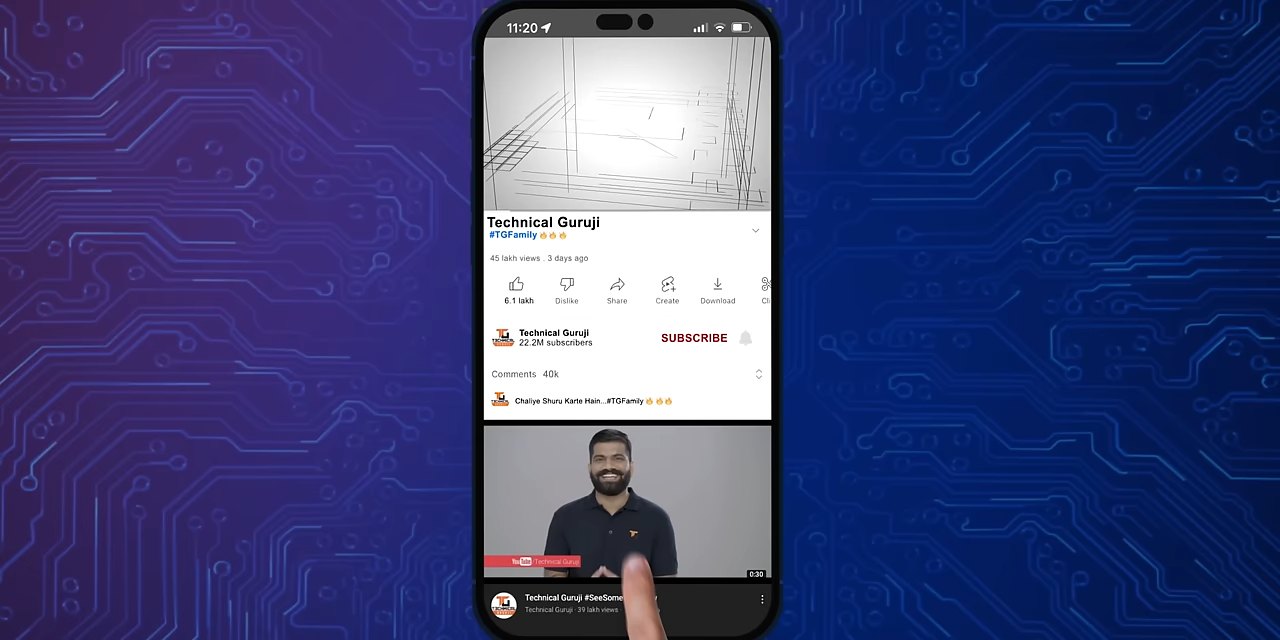 11:20
Technical Guruji
#TGFamily 🔥🔥🔥
45 lakh views . 3 days ago
6.1 lakh
Dislike
Share
Create
Download
Technical Guruji
22.2M subscribers
SUBSCRIBE
Comments 40k
Chaliye Shuru Karte Hain...#TGFamily 🔥🔥🔥
YouTube /Technical Guruji
0:30
Technical Guruji
Technical Guruji · 39 lakh views